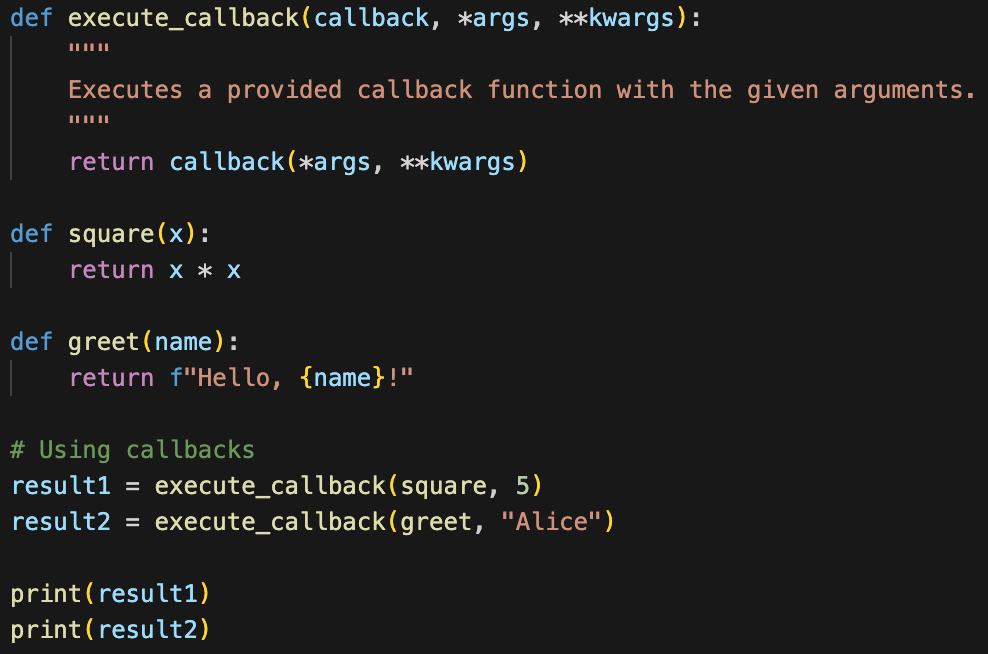 def execute_callback(callback, *args, **kwargs):
    """
    Executes a provided callback function with the given arguments.
    """
    return callback(*args, **kwargs)

def square(x):
    return x * x

def greet(name):
    return f"Hello, {name}!"

# Using callbacks
result1 = execute_callback(square, 5)
result2 = execute_callback(greet, "Alice")

print(result1)
print(result2)